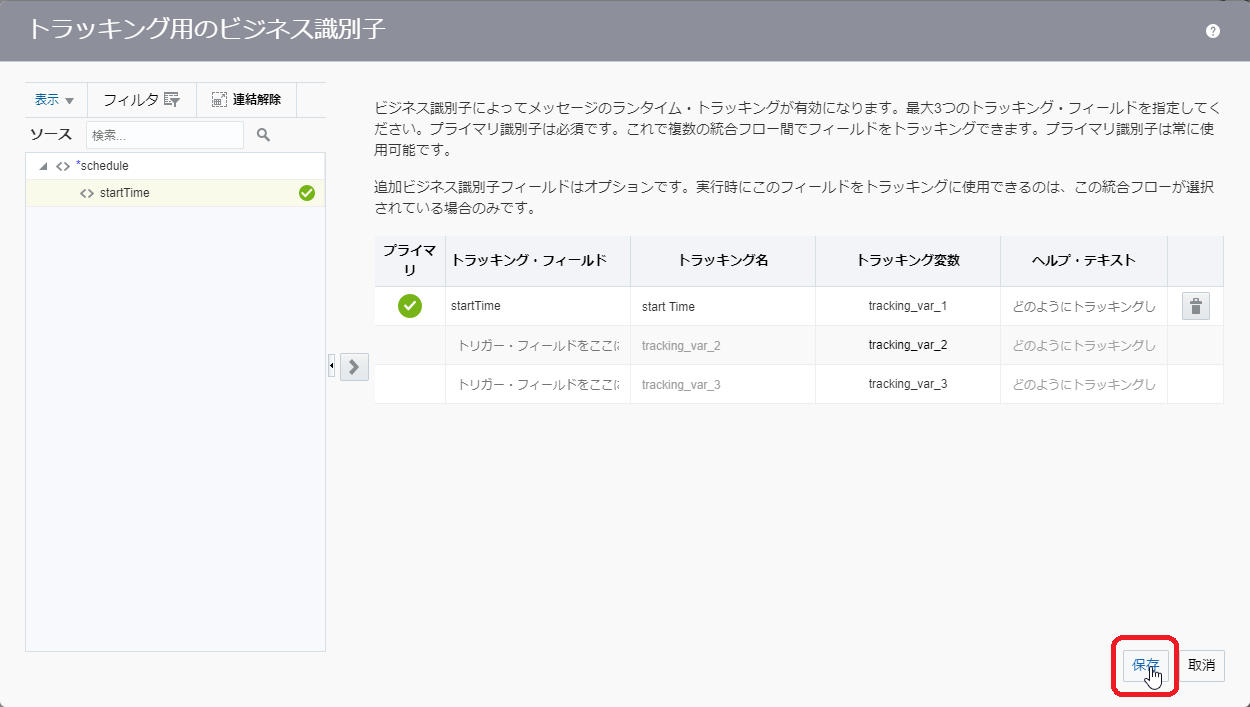 トラッキング用のビジネス識別子
?
表示
フィルタ
連結解除
ソース
検索...
*schedule
startTime
ビジネス識別子によってメッセージのランタイム・トラッキングが有効になります。最大3つのトラッキング・フィールドを指定してく
ださい。プライマリ識別子は必須です。これで複数の統合フロー間でフィールドをトラッキングできます。プライマリ識別子は常に使
用可能です。
追加ビジネス識別子フィールドはオプションです。実行時にこのフィールドをトラッキングに使用できるのは、この統合フローが選択
されている場合のみです。
プライマ
リ
トラッキング・フィールド
トラッキング名
トラッキング変数
ヘルプ・テキスト
startTime
start Time
tracking_var_1
どのようにトラッキングし
トリガー・フィールドをここに
tracking_var_2
tracking_var_2
どのようにトラッキングし
トリガー・フィールドをここに
tracking_var_3
tracking_var_3
どのようにトラッキングし
保存
取消